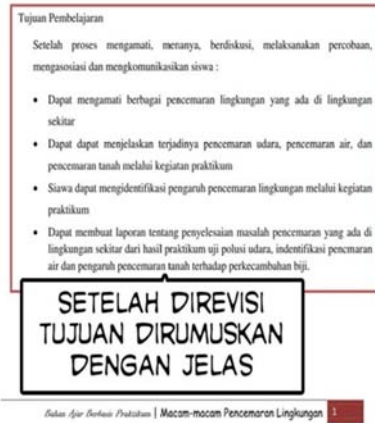 Tujuan Pembelajaran
Setelah proses mengamati, menanya, berdiskusi, melaksanakan percobaan,
mengasosiasi dan mengkomunikasikan siswa :
• Dapat mengamati berbagai pencemaran lingkungan yang ada di lingkungan
sekitar
• Dapat dapat menjelaskan terjadinya pencemaran udara, pencemaran air, dan
pencemaran tanah melalui kegiatan praktikum
• Siawa dapat mengidentifikasi pengaruh pencemaran lingkungan melalui kegiatan
praktikum
• Dapat membuat laporan tentang penyelesaian masalah pencemaran yang ada di
lingkungan sekitar dari hasil praktikum uji polusi udara, indentifikasi pencmaran
air dan pengaruh pencemaran tanah terhadap perkecambahan biji.
SETELAH DIREVISI
TUJUAN DIRUMUSKAN
DENGAN JELAS
Bahan Ajar Berbasis Praktikum | Macam-macam Pencemaran Lingkungan 1